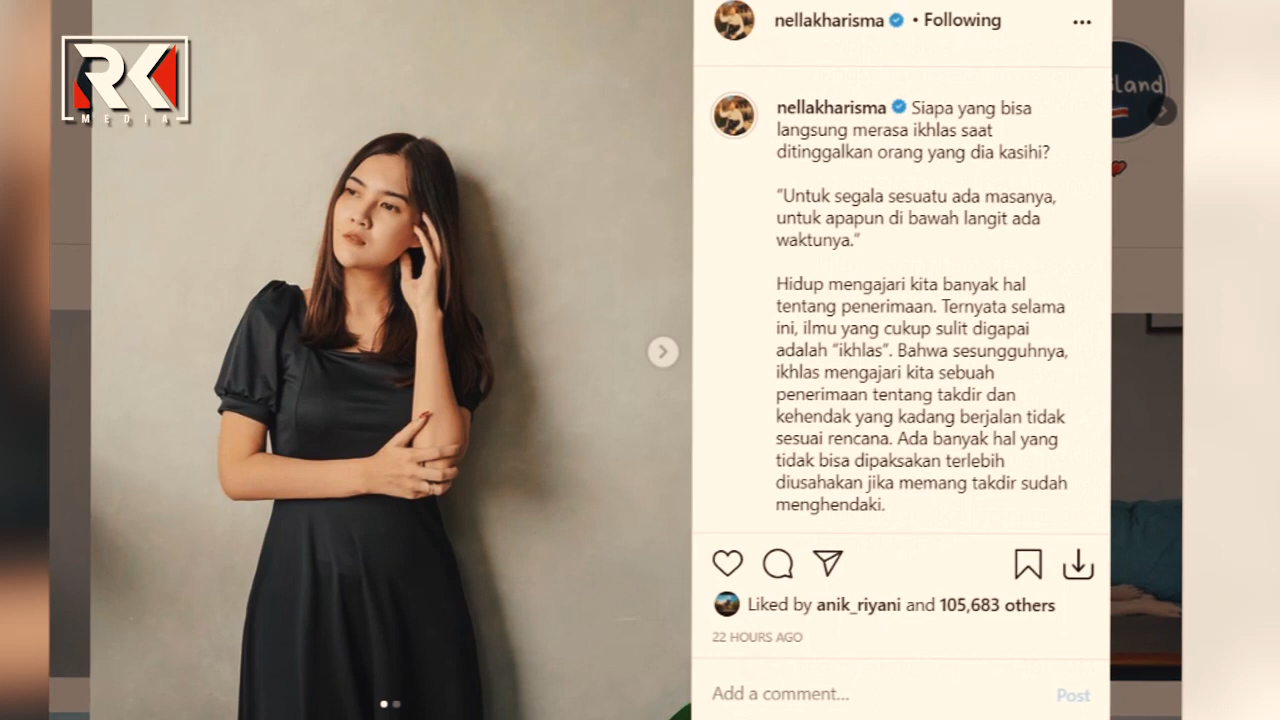 RK
MEDIA
nellakharisma • Following
nellakharisma Siapa yang bisa
langsung merasa ikhlas saat
ditinggalkan orang yang dia kasihi?
“Untuk segala sesuatu ada masanya,
untuk apapun di bawah langit ada
waktunya.”
Hidup mengajari kita banyak hal
tentang penerimaan. Ternyata selama
ini, ilmu yang cukup sulit digapai
adalah “ikhlas”. Bahwa sesungguhnya,
ikhlas mengajari kita sebuah
penerimaan tentang takdir dan
kehendak yang kadang berjalan tidak
sesuai rencana. Ada banyak hal yang
tidak bisa dipaksakan terlebih
diusahakan jika memang takdir sudah
menghendaki.
Liked by anik_riyani and 105,683 others
22 HOURS AGO
Add a comment...
Post